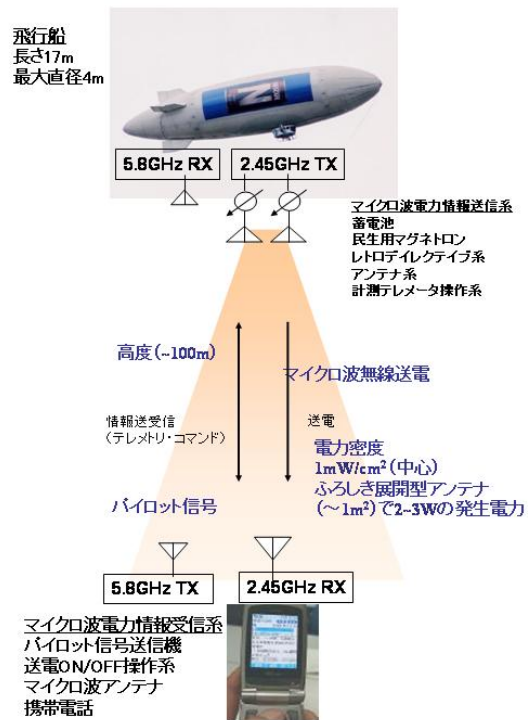 飛行船
長さ17m
最大直径4m
5.8GHz RX
2.45GHz TX
マイクロ波電力情報送信系
蓄電池
民生用マグネトロン
レトロデイレクテイブ系
アンテナ系
計測テレメータ操作系
高度(~100m)
マイクロ波無線送電
情報送受信
(テレメトリ・コマンド)
送電
電力密度
1mW/cm²(中心)
ふろしき展開型アンテナ
(~1m²)で2~3Wの発生電力
パイロット信号
5.8GHz TX
2.45GHz RX
マイクロ波電力情報受信系
パイロット信号送信機
送電ON/OFF操作系
マイクロ波アンテナ
携帯電話